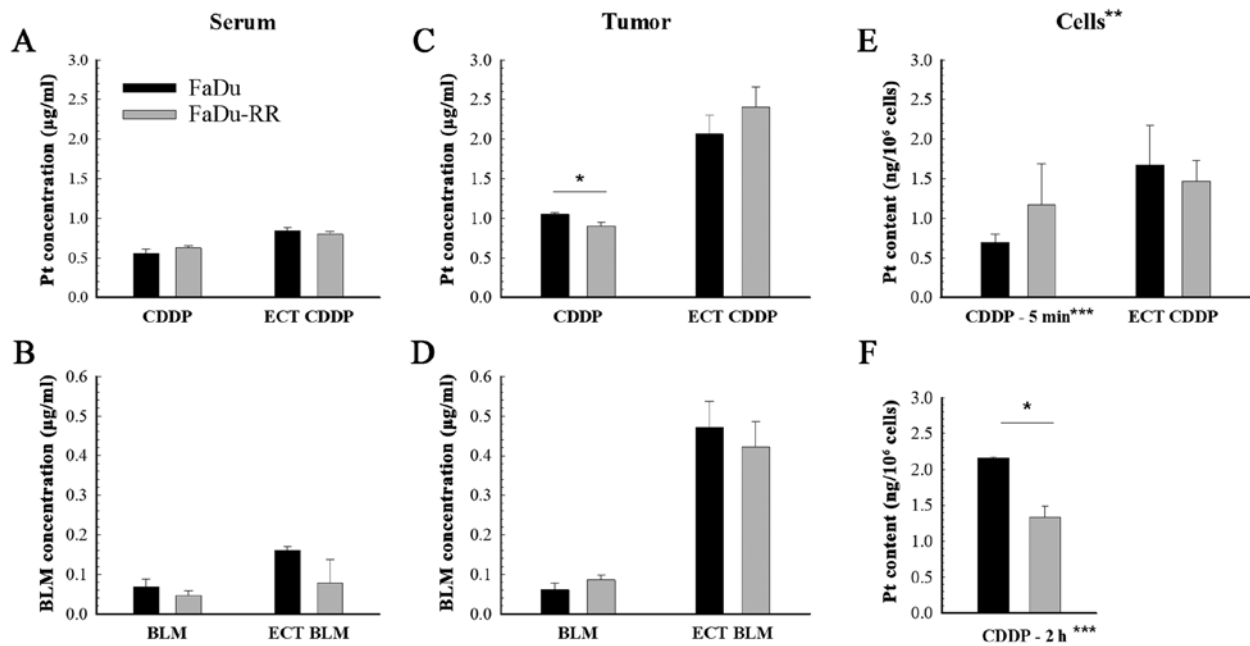 Serum
Tumor
Cells**
A
Pt concentration (µg/ml)
3.0
2.5
2.0
1.5
1.0
0.5
0.0
FaDu
FaDu-RR
CDDP
ECT CDDP
C
Pt concentration (µg/ml)
3.0
2.5
2.0
1.5
1.0
0.5
0.0
*
CDDP
ECT CDDP
E
Pt content (ng/10⁶ cells)
3.0
2.5
2.0
1.5
1.0
0.5
0.0
CDDP - 5 min***
ECT CDDP
B
BLM concentration (µg/ml)
0.6
0.5
0.4
0.3
0.2
0.1
0.0
BLM
ECT BLM
D
BLM concentration (µg/ml)
0.6
0.5
0.4
0.3
0.2
0.1
0.0
BLM
ECT BLM
F
Pt content (ng/10⁶ cells)
3.0
2.5
2.0
1.5
1.0
0.5
0.0
*
CDDP - 2 h ***